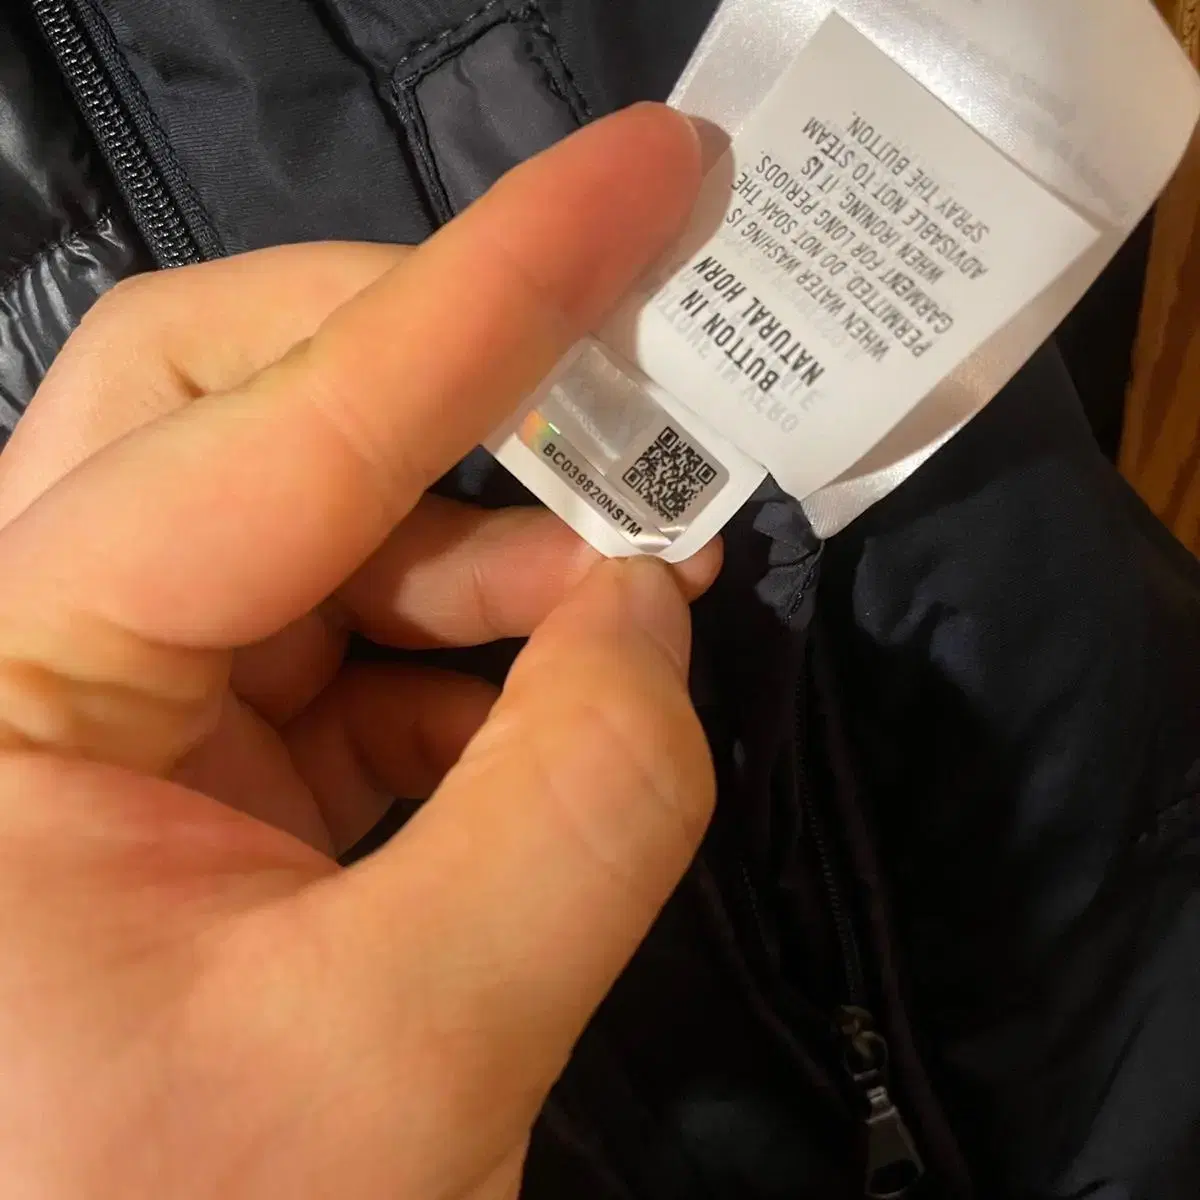 BUTTON IN
NATURAL HORN
WHEN WATER WASHING IS
PERMITTED, DO NOT SOAK THE
GARMENT FOR LONG PERIODS.
WHEN IRONING, IT IS
ADVISABLE NOT TO STEAM
SPRAY THE BUTTON.
BC039820NSTM